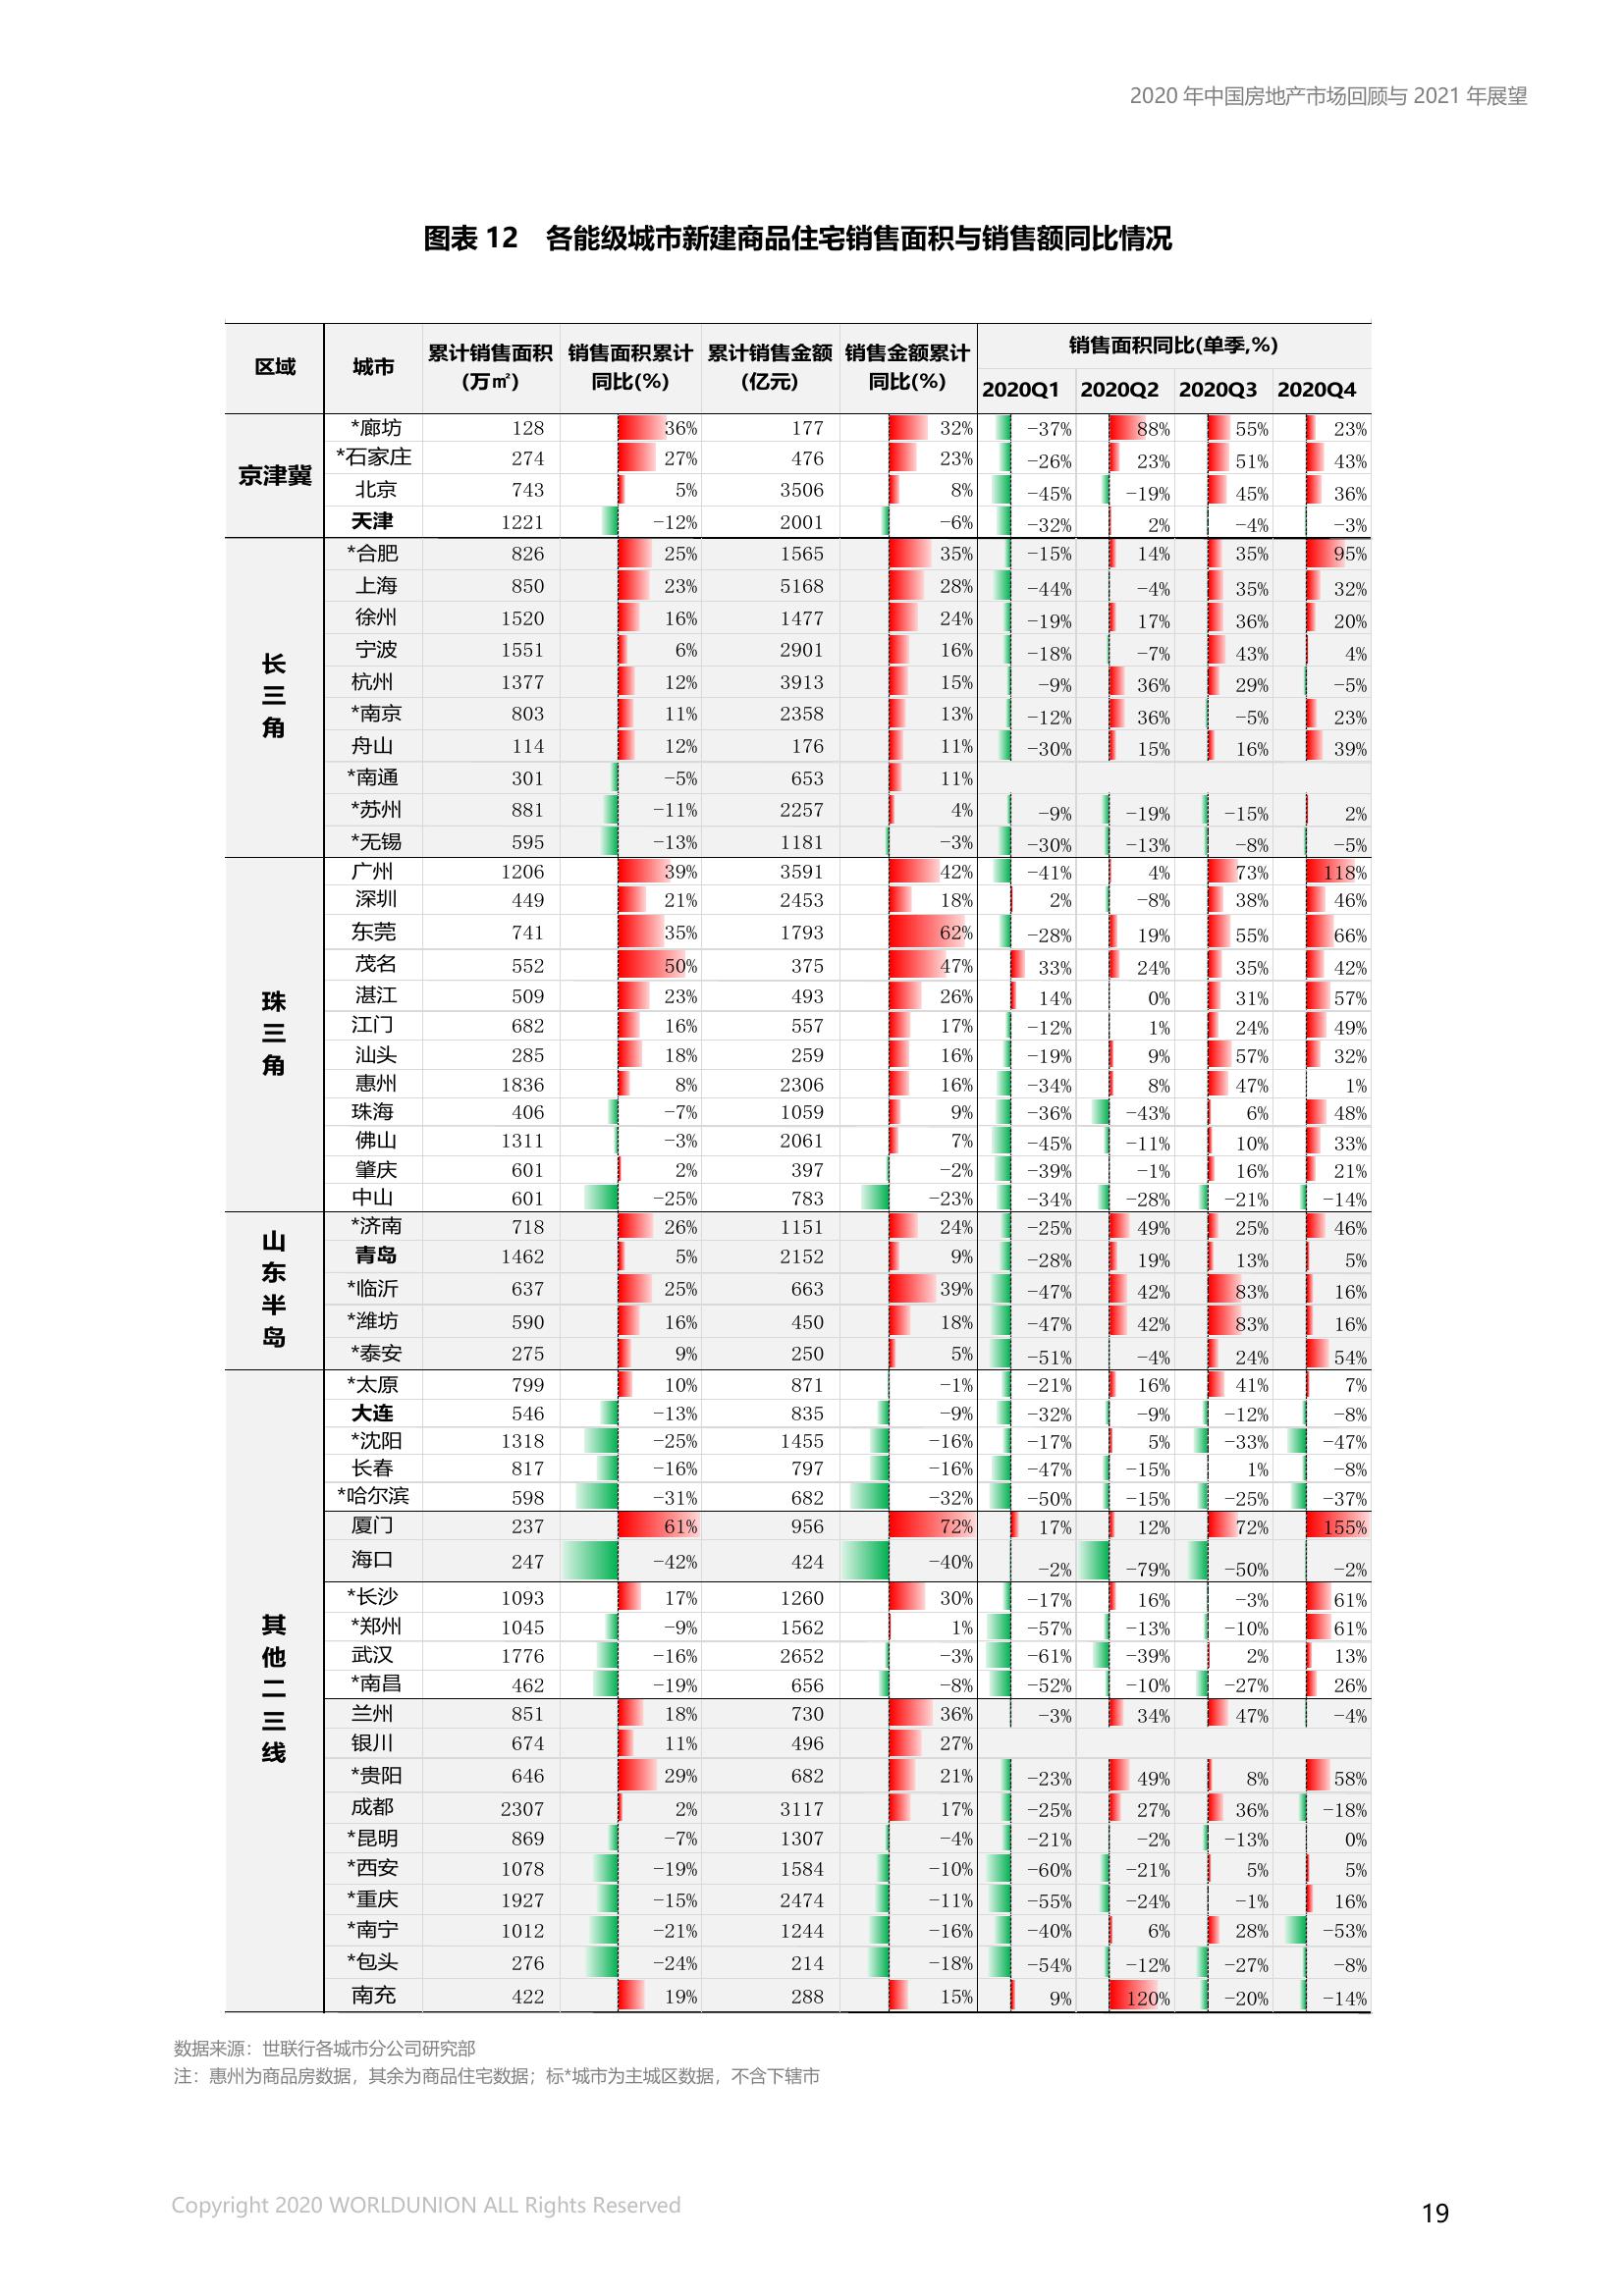 2020 年中国房地产市场回顾与 2021 年展望
图表 12 各能级城市新建商品住宅销售面积与销售额同比情况
区域 城市 累计销售面积(万㎡) 销售面积累计同比(%) 累计销售金额(亿元) 销售金额累计同比(%) 销售面积同比(单季,%)
2020Q1 2020Q2 2020Q3 2020Q4
京津冀
*廊坊 128 36% 177 32% -37% 88% 55% 23%
*石家庄 274 27% 476 23% -26% 23% 51% 43%
北京 743 5% 3506 8% -45% -19% 45% 36%
天津 1221 -12% 2001 -6% -32% 2% -4% -3%
长三角
*合肥 826 25% 1565 35% -15% 14% 35% 95%
上海 850 23% 5168 28% -44% -4% 35% 32%
徐州 1520 16% 1477 24% -19% 17% 36% 20%
宁波 1551 6% 2901 16% -18% -7% 43% 4%
杭州 1377 12% 3913 15% -9% 36% 29% -5%
*南京 803 11% 2358 13% -12% 36% -5% 23%
舟山 114 12% 176 11% -30% 15% 16% 39%
*南通 301 -5% 653 11%
*苏州 881 -11% 2257 4% -9% -19% -15% 2%
*无锡 595 -13% 1181 -3% -30% -13% -8% -5%
珠三角
广州 1206 39% 3591 42% -41% 4% 73% 118%
深圳 449 21% 2453 18% 2% -8% 38% 46%
东莞 741 35% 1793 62% -28% 19% 55% 66%
茂名 552 50% 375 47% 33% 24% 35% 42%
湛江 509 23% 493 26% 14% 0% 31% 57%
江门 682 16% 557 17% -12% 1% 24% 49%
汕头 285 18% 259 16% -19% 9% 57% 32%
惠州 1836 8% 2306 16% -34% 8% 47% 1%
珠海 406 -7% 1059 9% -36% -43% 6% 48%
佛山 1311 -3% 2061 7% -45% -11% 10% 33%
肇庆 601 2% 397 -2% -39% -1% 16% 21%
中山 601 -25% 783 -23% -34% -28% -21% -14%
山东半岛
*济南 718 26% 1151 24% -25% 49% 25% 46%
青岛 1462 5% 2152 9% -28% 19% 13% 5%
*临沂 637 25% 663 39% -47% 42% 83% 16%
*潍坊 590 16% 450 18% -47% 42% 83% 16%
*泰安 275 9% 250 5% -51% -4% 24% 54%
其他二三线
*太原 799 10% 871 -1% -21% 16% 41% 7%
大连 546 -13% 835 -9% -32% -9% -12% -8%
*沈阳 1318 -25% 1455 -16% -17% 5% -33% -47%
长春 817 -16% 797 -16% -47% -15% 1% -8%
*哈尔滨 598 -31% 682 -32% -50% -15% -25% -37%
厦门 237 61% 956 72% 17% 12% 72% 155%
海口 247 -42% 424 -40% -2% -79% -50% -2%
*长沙 1093 17% 1260 30% -17% 16% -3% 61%
*郑州 1045 -9% 1562 1% -57% -13% -10% 61%
武汉 1776 -16% 2652 -3% -61% -39% 2% 13%
*南昌 462 -19% 656 -8% -52% -10% -27% 26%
兰州 851 18% 730 36% -3% 34% 47% -4%
银川 674 11% 496 27%
*贵阳 646 29% 682 21% -23% 49% 8% 58%
成都 2307 2% 3117 17% -25% 27% 36% -18%
*昆明 869 -7% 1307 -4% -21% -2% -13% 0%
*西安 1078 -19% 1584 -10% -60% -21% 5% 5%
*重庆 1927 -15% 2474 -11% -55% -24% -1% 16%
*南宁 1012 -21% 1244 -16% -40% 6% 28% -53%
*包头 276 -24% 214 -18% -54% -12% -27% -8%
南充 422 19% 288 15% 9% 120% -20% -14%
数据来源：世联行各城市分公司研究部
注：惠州为商品房数据，其余为商品住宅数据；标*城市为主城区数据，不含下辖市
Copyright 2020 WORLDUNION ALL Rights Reserved
19